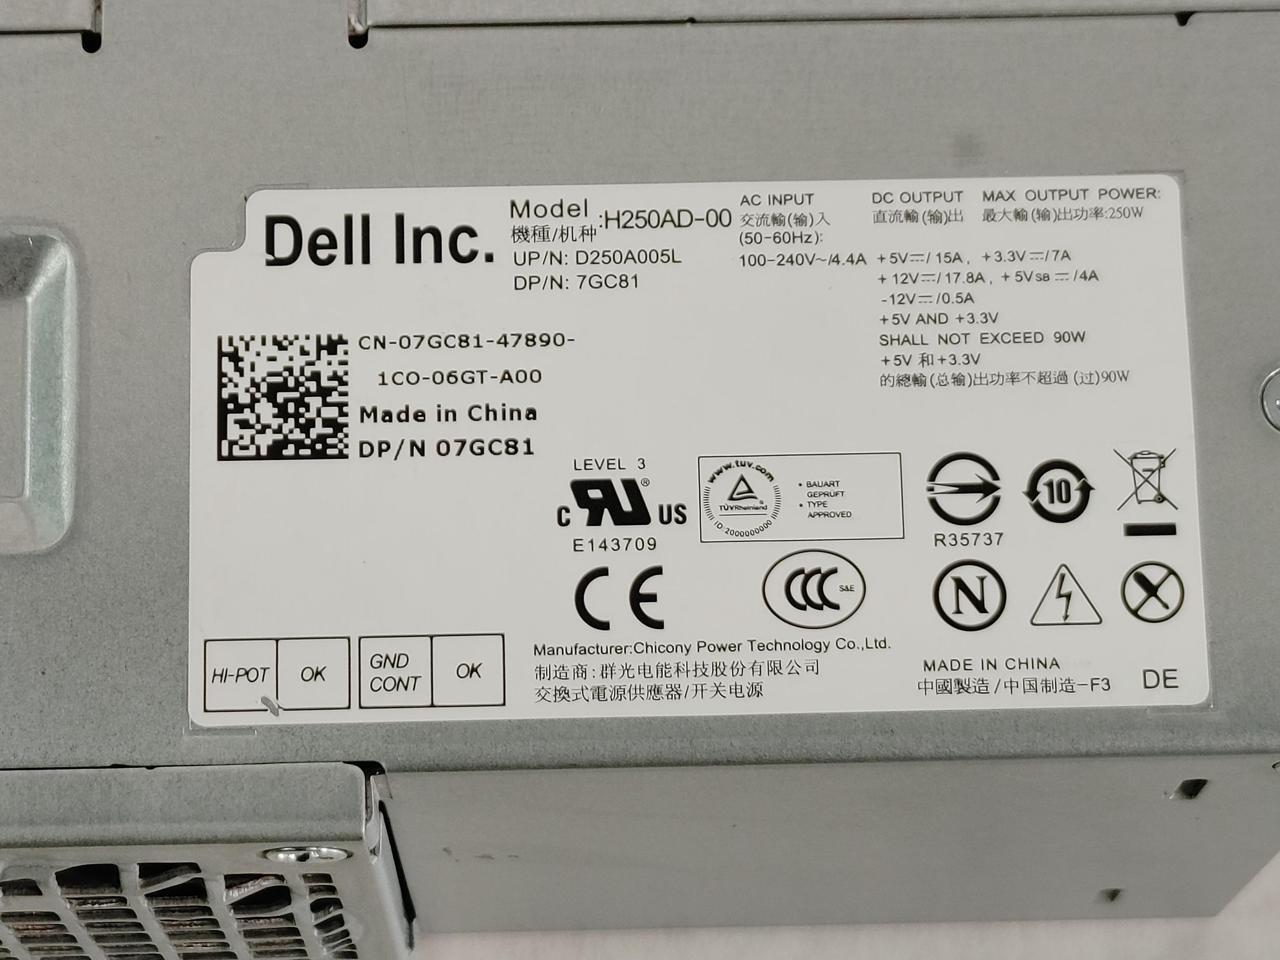 Dell Inc.
Model
機種/机种 :H250AD-00
UP/N: D250A005L
DP/N: 7GC81
AC INPUT
交流輸(输)入
(50-60Hz):
100-240V~/4.4A
DC OUTPUT
直流輸(输)出
MAX OUTPUT POWER:
最大輸(输)出功率:250W
+5V⎓/15A, +3.3V⎓/7A
+12V⎓/17.8A, +5VSB⎓/4A
-12V⎓/0.5A
+5V AND +3.3V
SHALL NOT EXCEED 90W
+5V 和+3.3V
的總輸(总输)出功率不超過(过)90W
CN-07GC81-47890-
1CO-06GT-A00
Made in China
DP/N 07GC81
LEVEL 3
c RU ® US
E143709
www.tuv.com
TÜVRheinland ®
ID:2000000000
• BAUART
GEPRÜFT
• TYPE
APPROVED
R35737
10
CE
CCC S&E
N
HI-POT OK
GND
CONT OK
Manufacturer:Chicony Power Technology Co.,Ltd.
制造商:群光电能科技股份有限公司
交換式電源供應器/开关电源
MADE IN CHINA
中國製造/中国制造-F3
DE